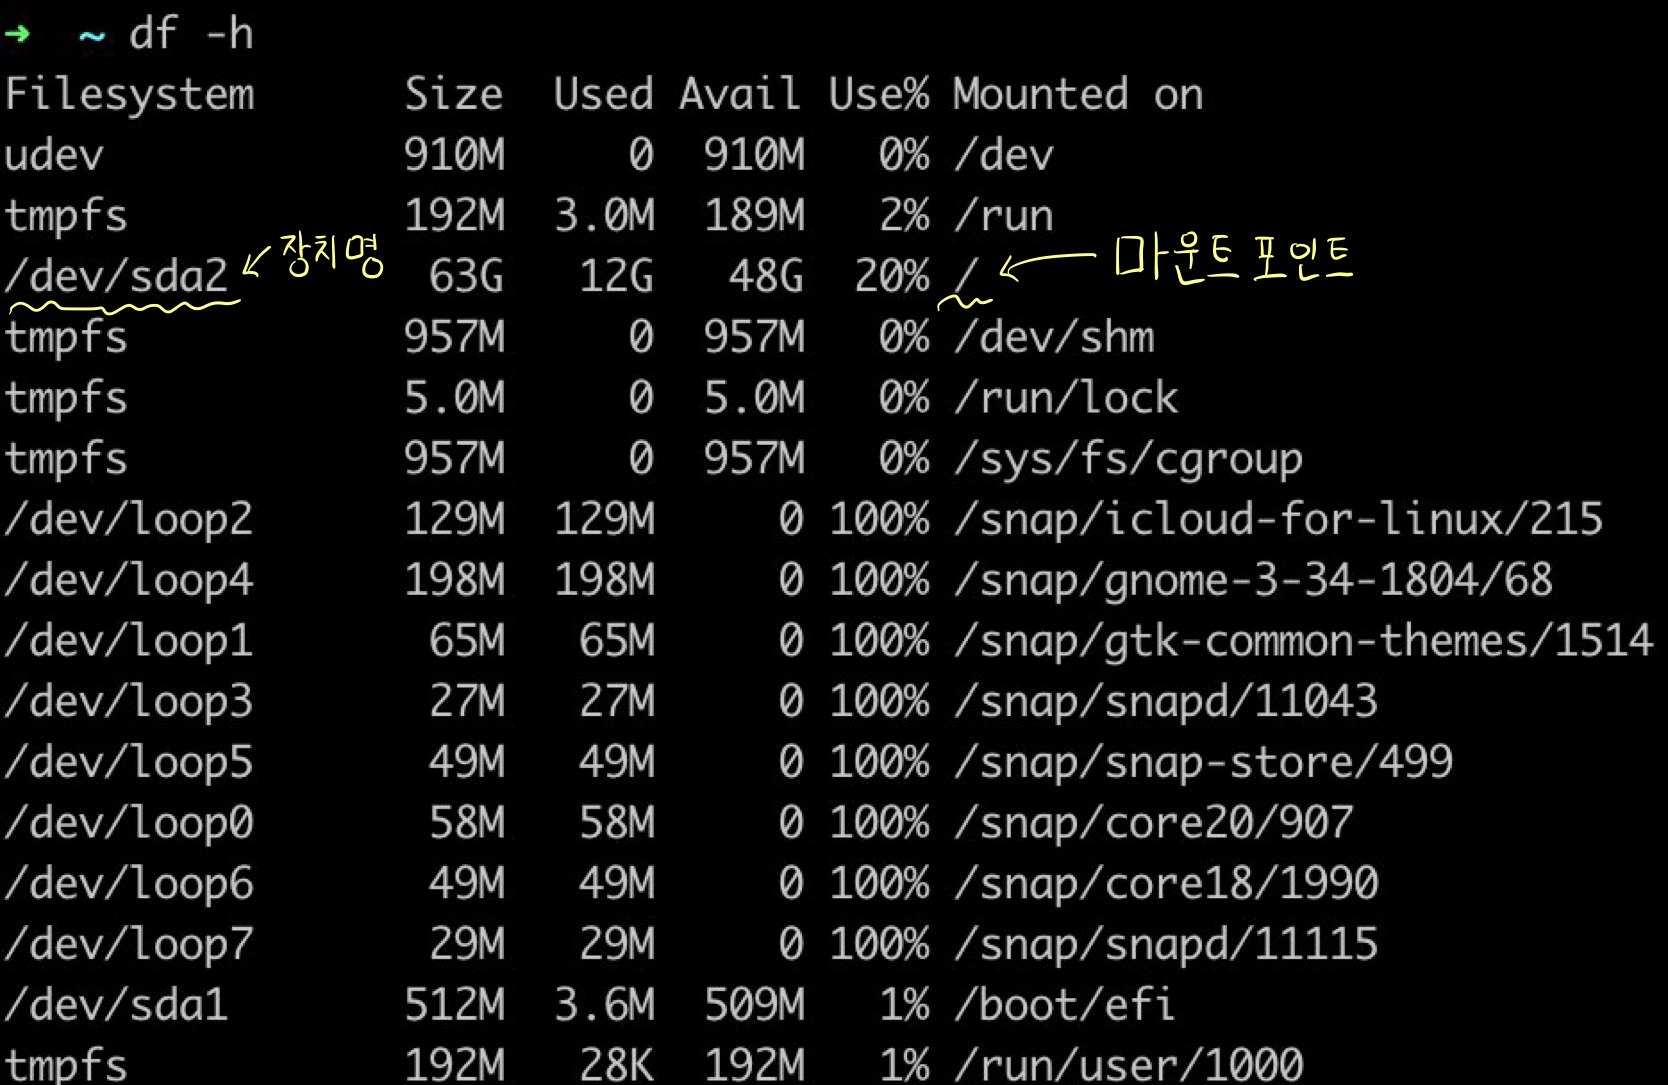 ➜  ~ df -h
Filesystem      Size  Used Avail Use% Mounted on
udev            910M     0  910M   0% /dev
tmpfs           192M  3.0M  189M   2% /run
/dev/sda2 장치명 63G   12G   48G  20% / 마운트 포인트
tmpfs           957M     0  957M   0% /dev/shm
tmpfs           5.0M     0  5.0M   0% /run/lock
tmpfs           957M     0  957M   0% /sys/fs/cgroup
/dev/loop2      129M  129M     0 100% /snap/icloud-for-linux/215
/dev/loop4      198M  198M     0 100% /snap/gnome-3-34-1804/68
/dev/loop1       65M   65M     0 100% /snap/gtk-common-themes/1514
/dev/loop3       27M   27M     0 100% /snap/snapd/11043
/dev/loop5       49M   49M     0 100% /snap/snap-store/499
/dev/loop0       58M   58M     0 100% /snap/core20/907
/dev/loop6       49M   49M     0 100% /snap/core18/1990
/dev/loop7       29M   29M     0 100% /snap/snapd/11115
/dev/sda1       512M  3.6M  509M   1% /boot/efi
tmpfs           192M   28K  192M   1% /run/user/1000